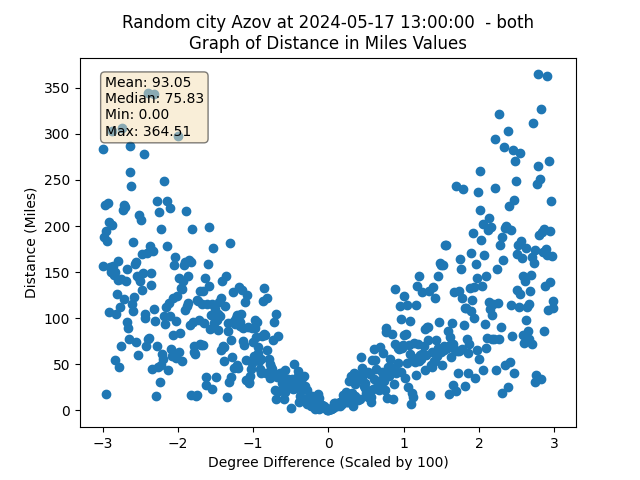 Random city Azov at 2024-05-17 13:00:00  - both
Graph of Distance in Miles Values
Mean: 93.05
Median: 75.83
Min: 0.00
Max: 364.51
350
300
250
200
150
100
50
0
Distance (Miles)
−3
−2
−1
0
1
2
3
Degree Difference (Scaled by 100)